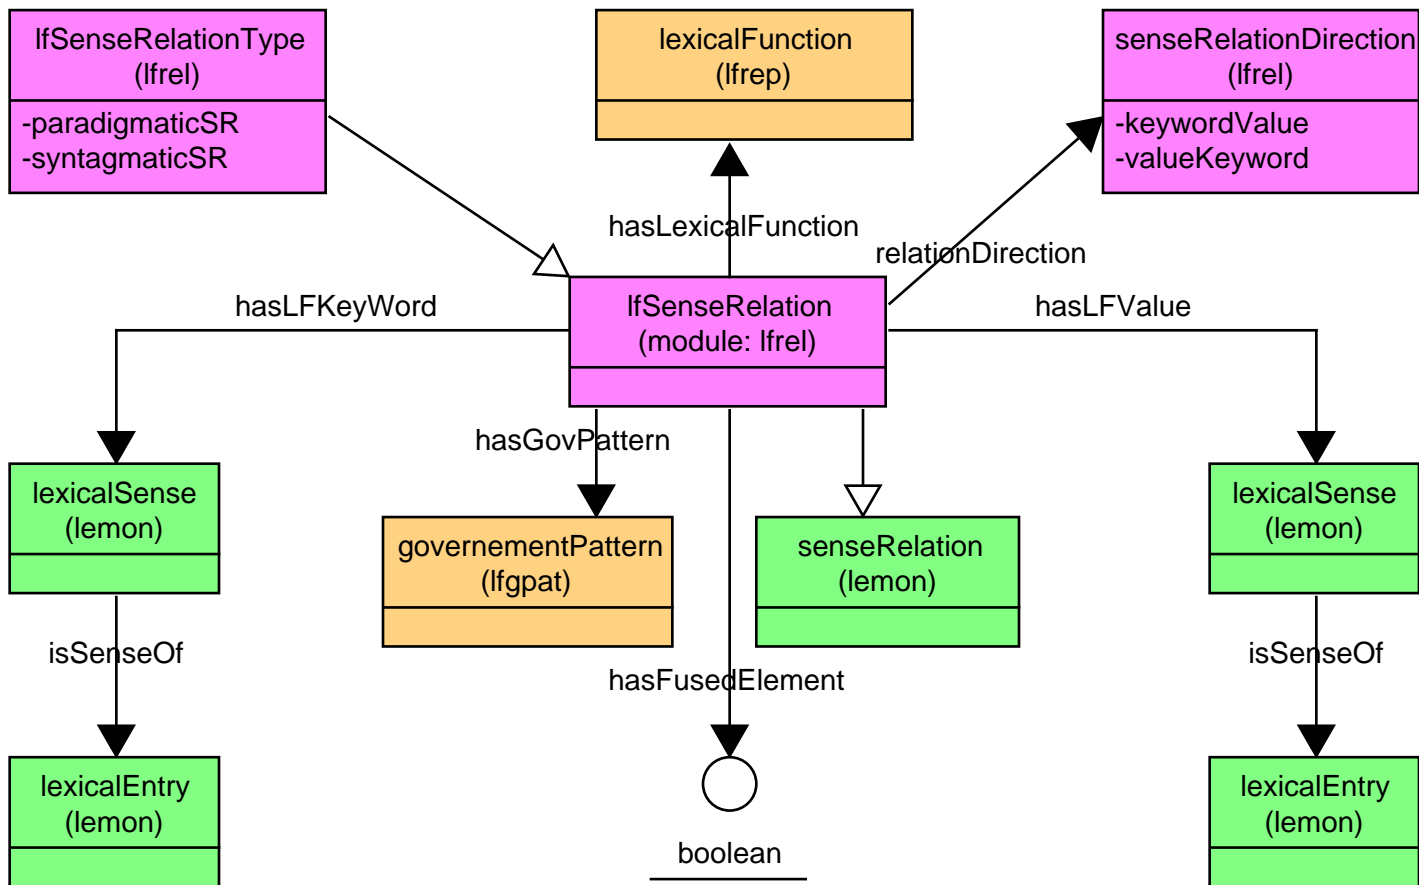 lfSenseRelationType
(lfrel)
-paradigmaticSR
-syntagmaticSR
lexicalFunction
(lfrep)
senseRelationDirection
(lfrel)
-keywordValue
-valueKeyword
hasLexicalFunction
relationDirection
hasLFKeyWord
lfSenseRelation
(module: lfrel)
hasLFValue
hasGovPattern
lexicalSense
(lemon)
governementPattern
(lfgpat)
senseRelation
(lemon)
lexicalSense
(lemon)
isSenseOf
hasFusedElement
isSenseOf
lexicalEntry
(lemon)
boolean
lexicalEntry
(lemon)